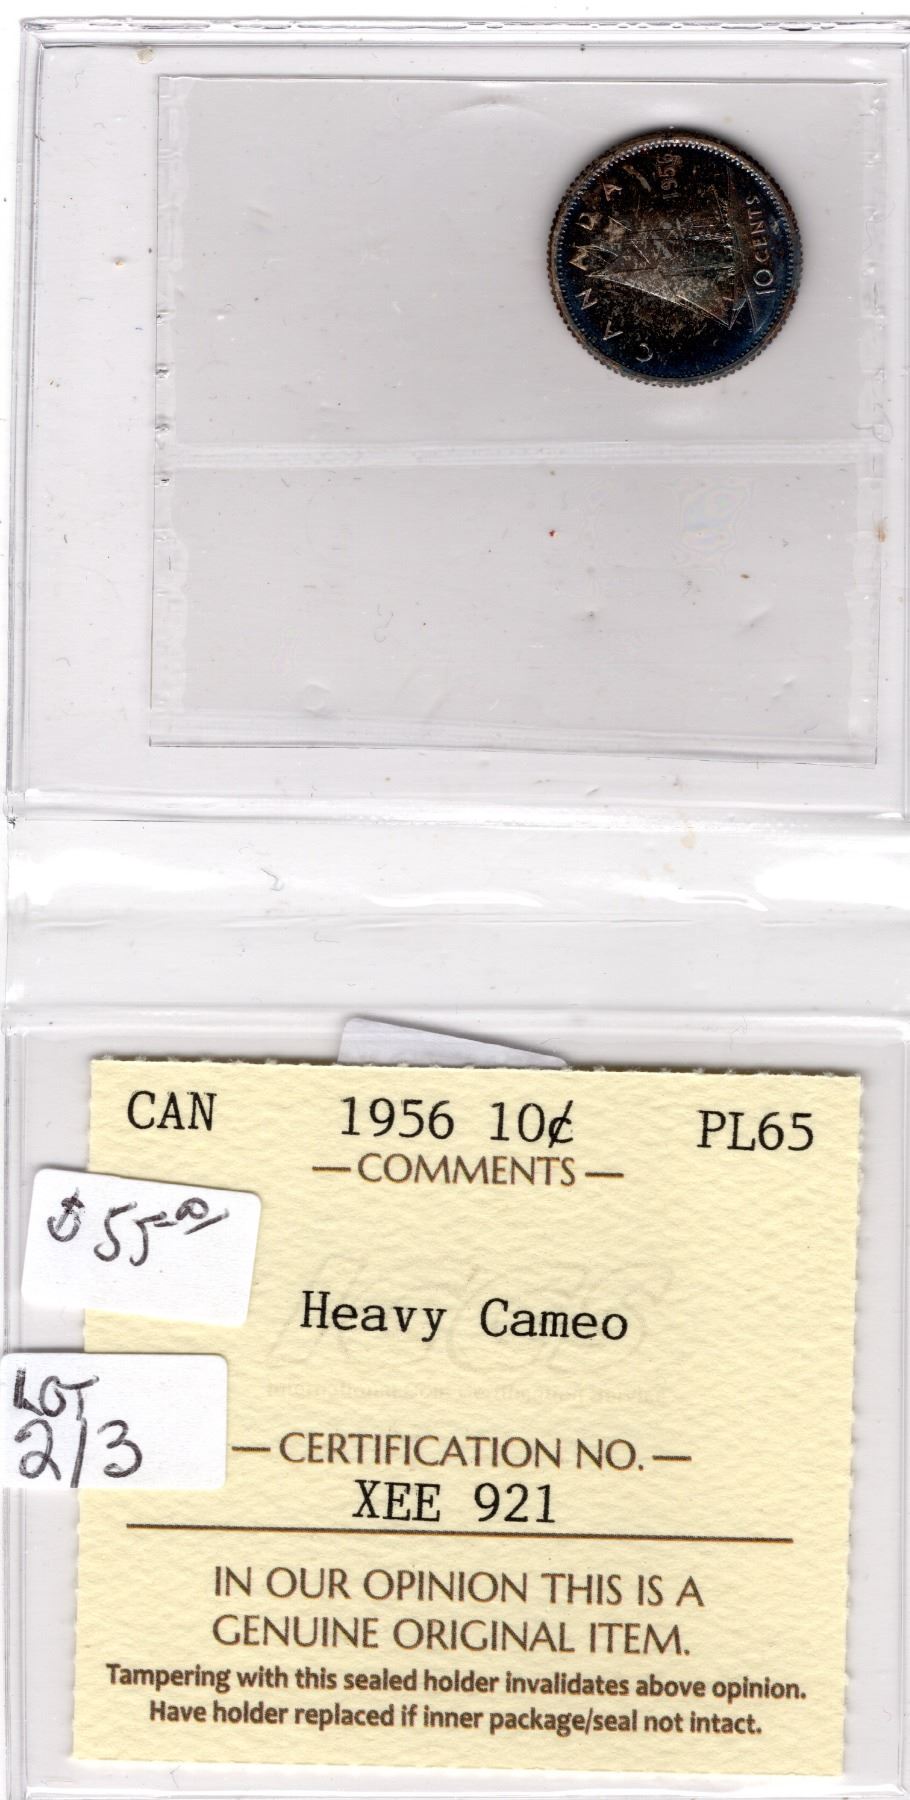 CANADA
1956
10 CENTS
CAN 1956 10¢ PL65
— COMMENTS —
$55.00/
Heavy Cameo
LOT
213
— CERTIFICATION NO. —
XEE 921
IN OUR OPINION THIS IS A
GENUINE ORIGINAL ITEM.
Tampering with this sealed holder invalidates above opinion.
Have holder replaced if inner package/seal not intact.